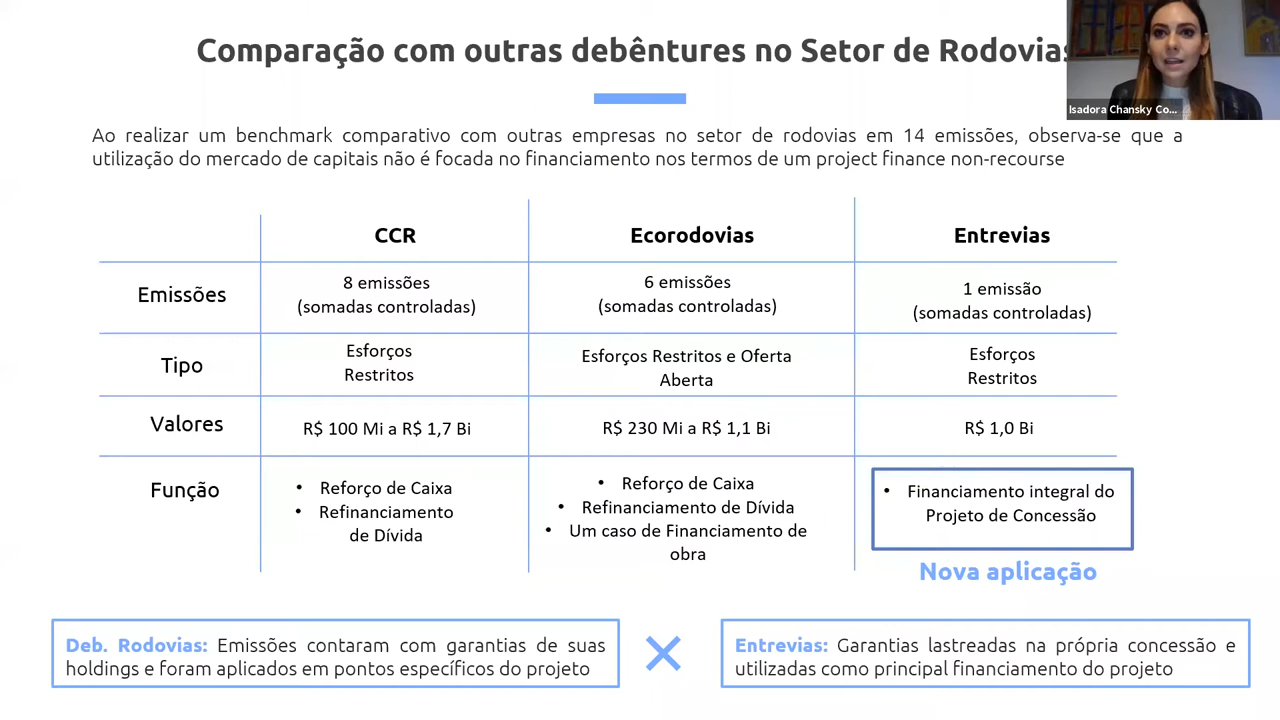 Comparação com outras debêntures no Setor de Rodovias
Isadora Chansky Co...
Ao realizar um benchmark comparativo com outras empresas no setor de rodovias em 14 emissões, observa-se que a
utilização do mercado de capitais não é focada no financiamento nos termos de um project finance non-recourse
CCR
Ecorodovias
Entrevias
Emissões
8 emissões
(somadas controladas)
6 emissões
(somadas controladas)
1 emissão
(somadas controladas)
Tipo
Esforços
Restritos
Esforços Restritos e Oferta
Aberta
Esforços
Restritos
Valores
R$ 100 Mi a R$ 1,7 Bi
R$ 230 Mi a R$ 1,1 Bi
R$ 1,0 Bi
Função
• Reforço de Caixa
• Refinanciamento
de Dívida
• Reforço de Caixa
• Refinanciamento de Dívida
• Um caso de Financiamento de
obra
• Financiamento integral do
Projeto de Concessão
Nova aplicação
Deb. Rodovias: Emissões contaram com garantias de suas
holdings e foram aplicados em pontos específicos do projeto
Entrevias: Garantias lastreadas na própria concessão e
utilizadas como principal financiamento do projeto